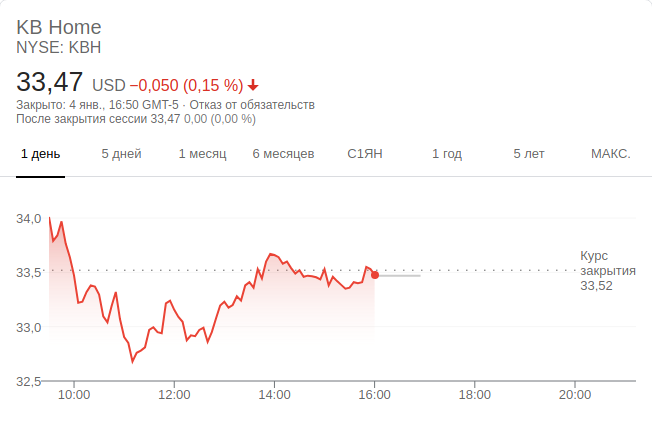 KB Home
NYSE: KBH
33,47 USD −0,050 (0,15 %)
Закрыто: 4 янв., 16:50 GMT-5 · Отказ от обязательств
После закрытия сессии 33,47 0,00 (0,00 %)
1 день 5 дней 1 месяц 6 месяцев С1ЯН 1 год 5 лет МАКС.
34,0
33,5
33,0
32,5
Курс
закрытия
33,52
10:00 12:00 14:00 16:00 18:00 20:00